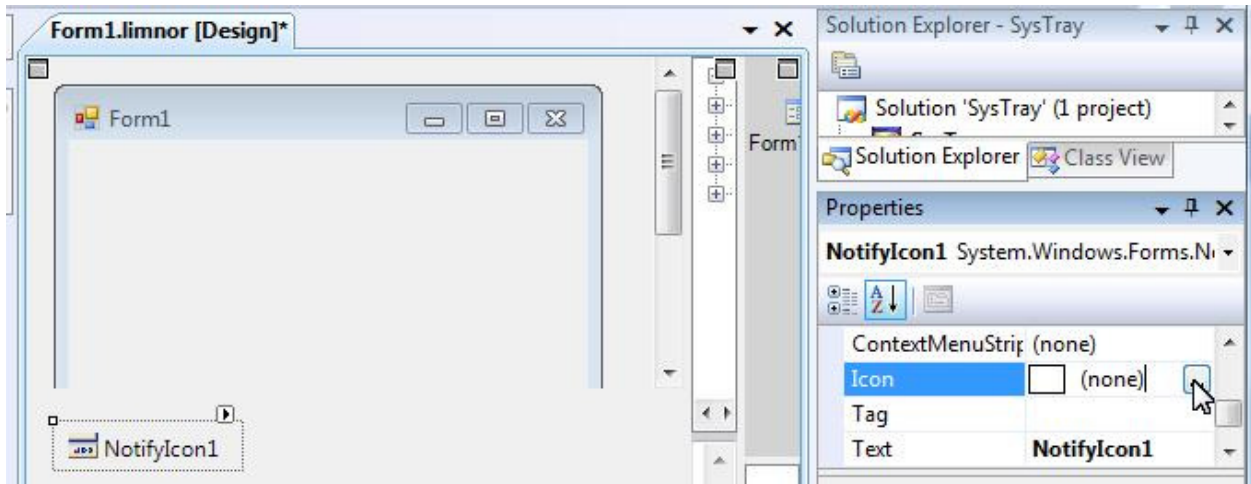 Form1.limnor [Design]*
Form1
Form
NotifyIcon1
Solution Explorer - SysTray
Solution 'SysTray' (1 project)
Solution Explorer
Class View
Properties
NotifyIcon1 System.Windows.Forms.N
ContextMenuStrip (none)
Icon (none)
Tag
Text NotifyIcon1